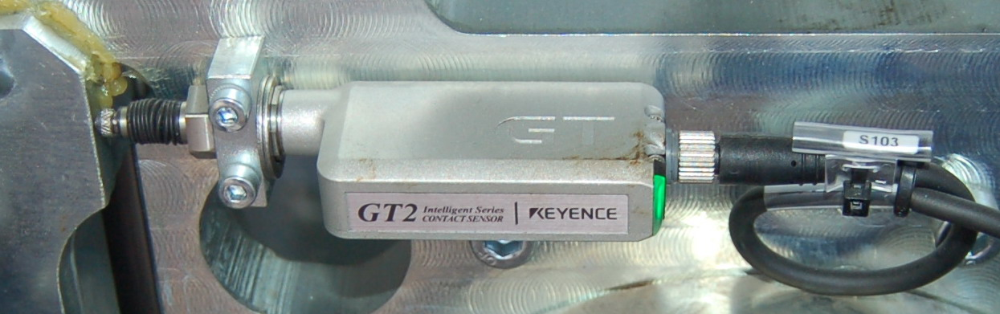 GT
S103
GT2 Intelligent Series
CONTACT SENSOR
KEYENCE